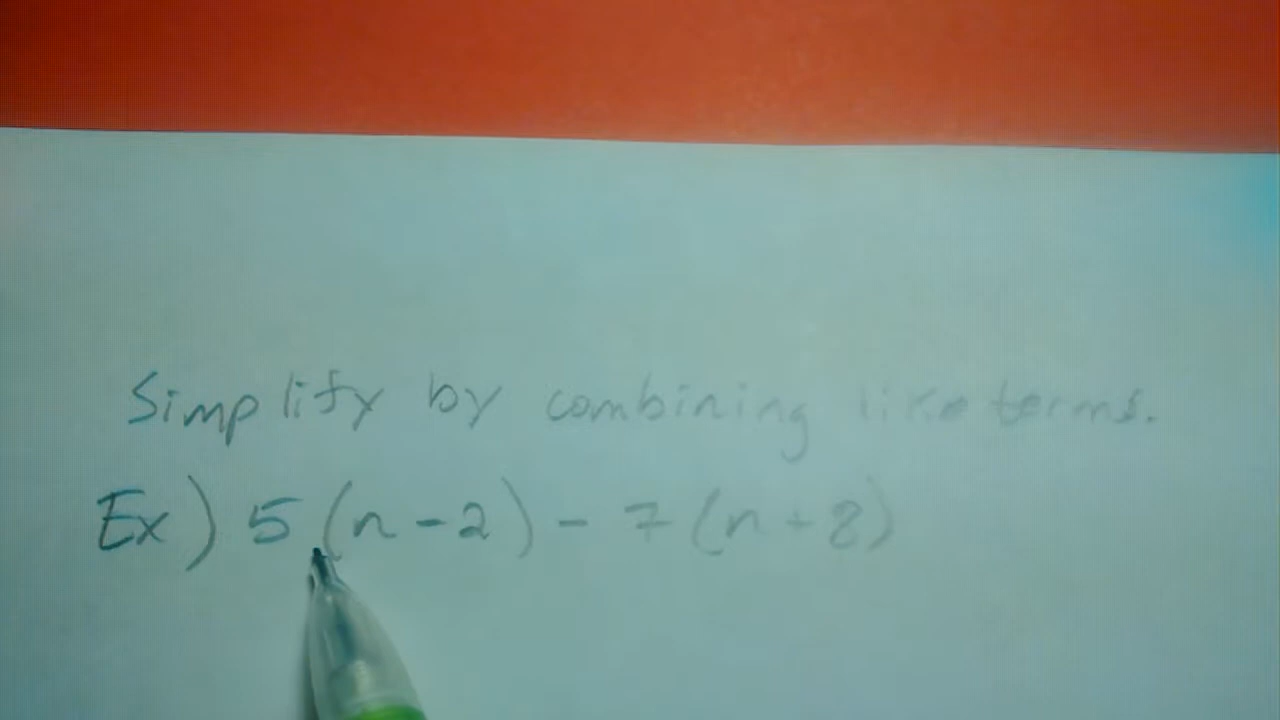 Simplify by combining like terms.
Ex) 5(n-2) - 7(n+8)